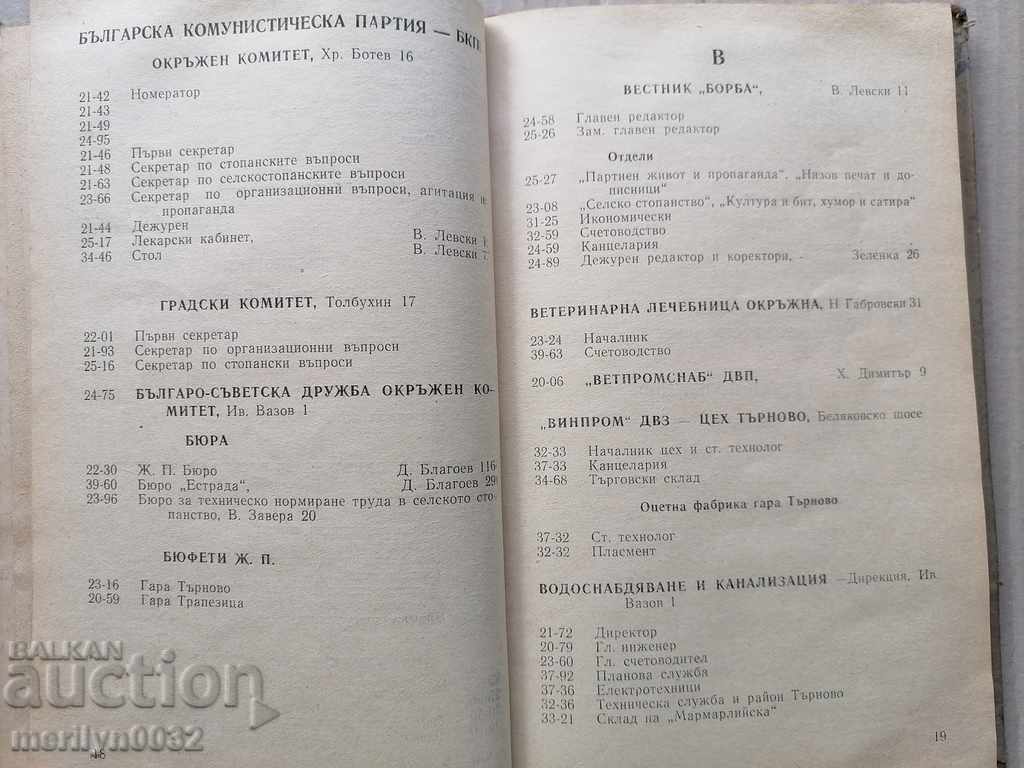 БЪЛГАРСКА КОМУНИСТИЧЕСКА ПАРТИЯ — БКП
ОКРЪЖЕН КОМИТЕТ, Хр. Ботев 16
21-42 Номератор
21-43
21-49
24-95
21-46 Първи секретар
21-48 Секретар по стопанските въпроси
21-63 Секретар по селскостопанските въпроси
23-66 Секретар по организационни въпроси, агитация и
пропаганда
21-44 Дежурен
25-17 Лекарски кабинет, В. Левски
34-46 Стол В. Левски 7
ГРАДСКИ КОМИТЕТ, Толбухин 17
22-01 Първи секретар
21-93 Секретар по организационни въпроси
25-16 Секретар по стопански въпроси
24-75 БЪЛГАРО-СЪВЕТСКА ДРУЖБА ОКРЪЖЕН КО-
МИТЕТ, Ив. Вазов 1
БЮРА
22-30 Ж. П. Бюро Д. Благоев 116
39-60 Бюро „Естрада", Д. Благоев 29
23-96 Бюро за техническо нормиране труда в селското сто-
панство, В. Завера 20
БЮФЕТИ Ж. П.
23-16 Гара Търново
20-59 Гара Трапезица
18
В
ВЕСТНИК „БОРБА", В. Левски 11
24-58 Главен редактор
25-26 Зам. главен редактор
Отдели
25-27 „Партиен живот и пропаганда", „Низов печат и до-
писници"
23-08 „Селско стопанство", „Култура и бит, хумор и сатира"
31-25 Икономически
32-59 Счетоводство
24-59 Канцелария
24-89 Дежурен редактор и коректори, - Зеленка 26
ВЕТЕРИНАРНА ЛЕЧЕБНИЦА ОКРЪЖНА, Н Габровски 31
23-24 Началник
39-63 Счетоводство
20-06 „ВЕТПРОМСНАБ" ДВП, Х. Димитър 9
„ВИНПРОМ" ДВЗ — ЦЕХ ТЪРНОВО, Беляковско шосе
32-33 Началник цех и ст. технолог
37-33 Канцелария
34-68 Търговски склад
Оцетна фабрика гара Търново
37-32 Ст. технолог
32-32 Пласмент
ВОДОСНАБДЯВАНЕ И КАНАЛИЗАЦИЯ —Дирекция, Ив.
Вазов 1
21-72 Директор
20-79 Гл. инженер
23-60 Гл. счетоводител
37-92 Планова служба
37-36 Електротехници
32-36 Техническа служба и район Търново
33-21 Склад на „Мармарлийска"
19
BALKAN
auction
merilyn0032